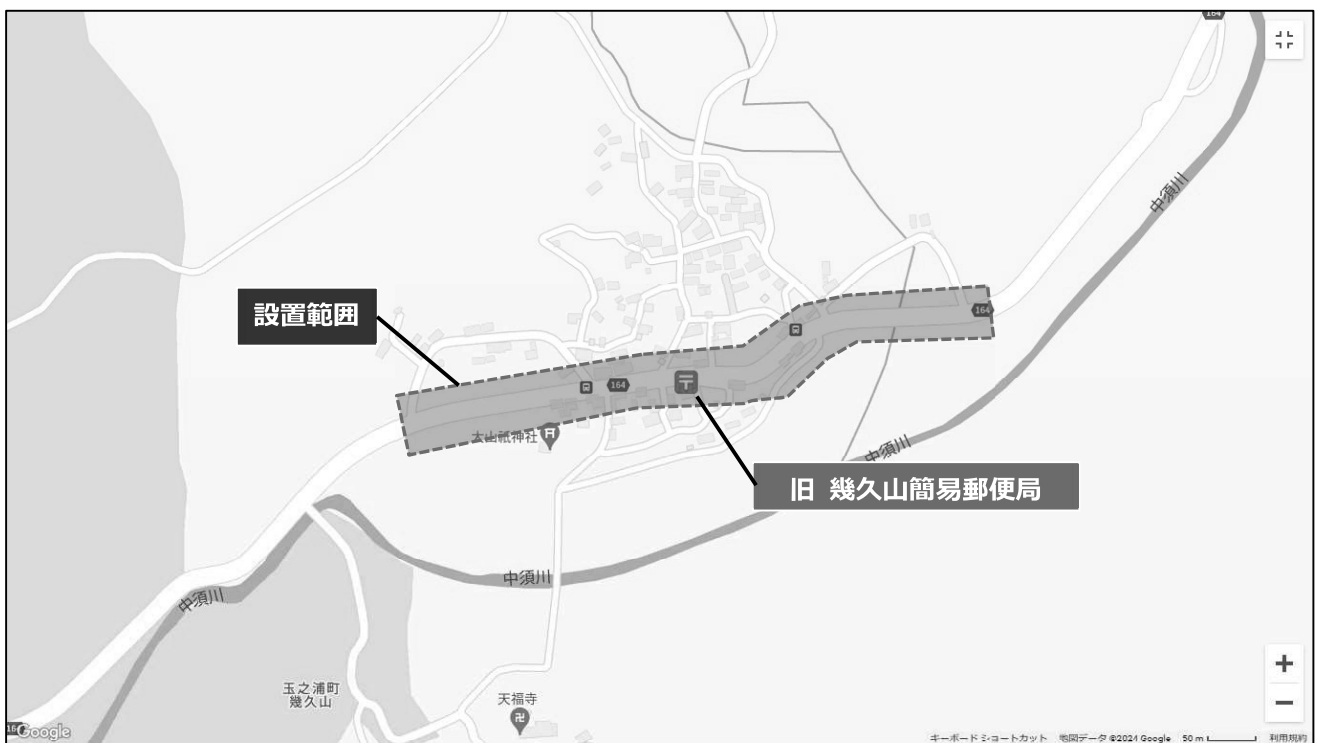 164
中須川
設置範囲
164
164
大山祇神社
中須川
旧 幾久山簡易郵便局
中須川
中須川
玉之浦町
幾久山
天福寺
164
Google
キーボード ショートカット 地図データ ©2024 Google 50 m 利用規約